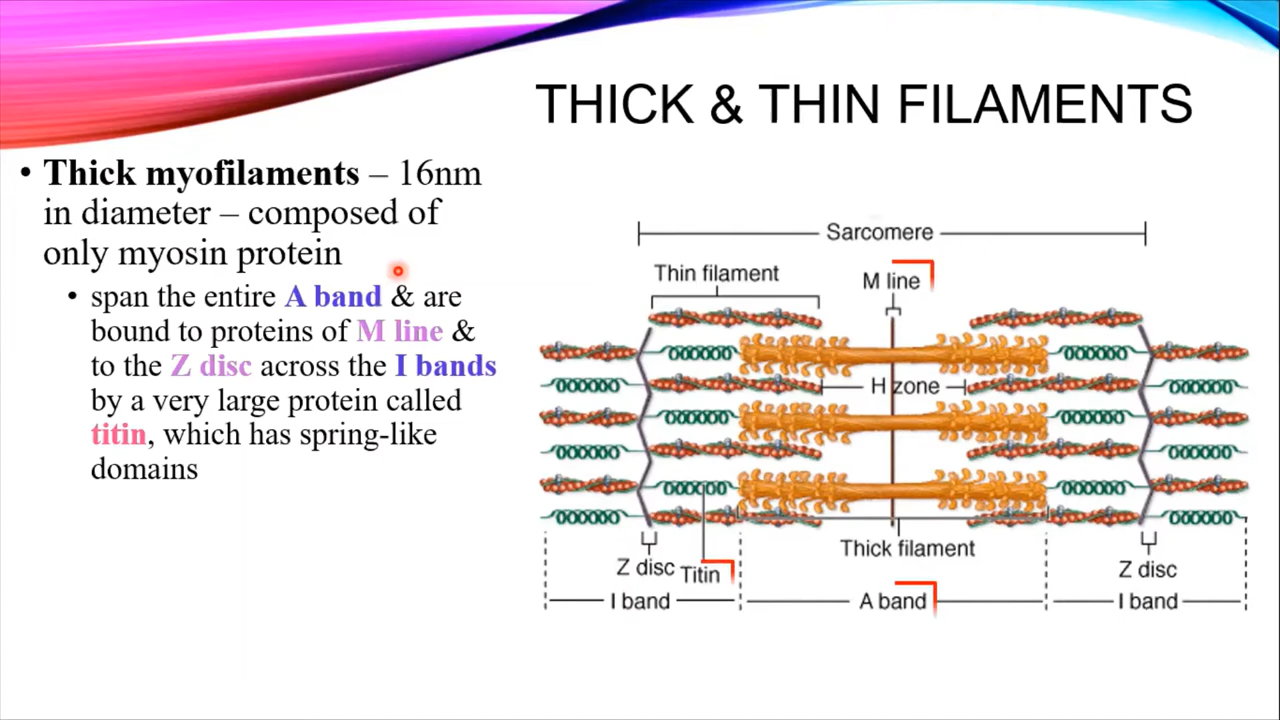 THICK & THIN FILAMENTS
• Thick myofilaments – 16nm
in diameter – composed of
only myosin protein
• span the entire A band & are
bound to proteins of M line &
to the Z disc across the I bands
by a very large protein called
titin, which has spring-like
domains
Sarcomere
Thin filament
M line
H zone
Thick filament
Z disc
Titin
Z disc
I band
A band
I band